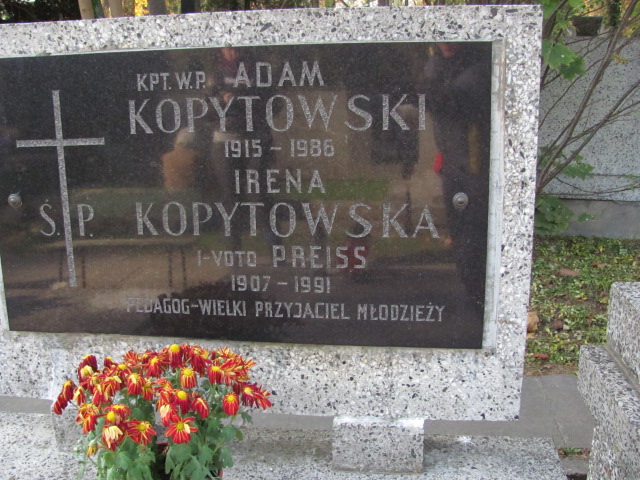 KPT. W.P. ADAM
KOPYTOWSKI
1915 - 1986
IRENA
Ś.P. KOPYTOWSKA
I-VOTO PREISS
1907 - 1991
PEDAGOG-WIELKI PRZYJACIEL MŁODZIEŻY